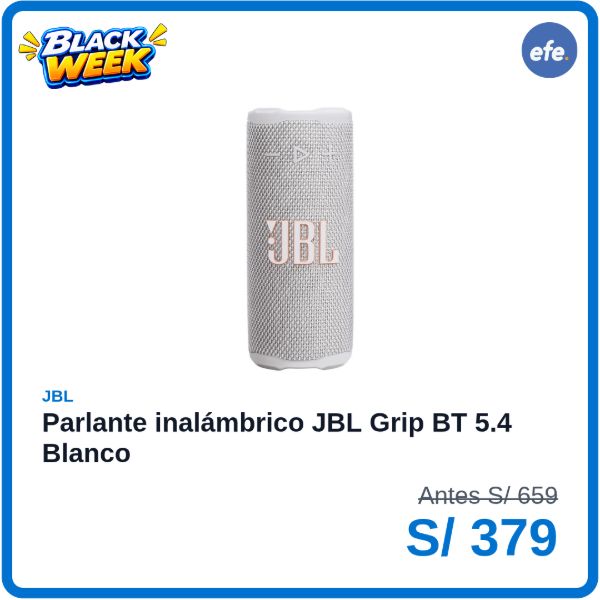 BLACK
WEEK
efe.
− ▷ +
!JBL
JBL
Parlante inalámbrico JBL Grip BT 5.4
Blanco
Antes S/ 659
S/ 379